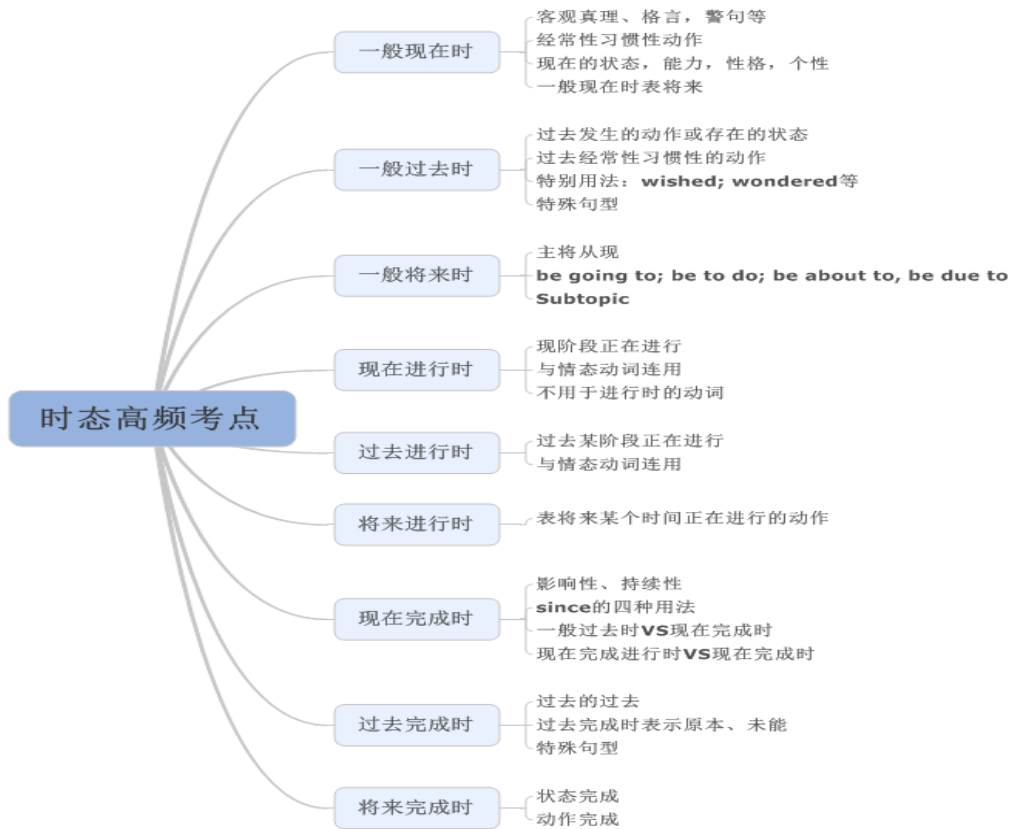 客观真理、格言，警句等
一般现在时
经常性习惯性动作
现在的状态，能力，性格，个性
一般现在时表将来
过去发生的动作或存在的状态
一般过去时
过去经常性习惯性的动作
特别用法：wished; wondered等
特殊句型
主将从现
一般将来时
be going to; be to do; be about to, be due to
Subtopic
现阶段正在进行
现在进行时
与情态动词连用
不用于进行时的动词
时态高频考点
过去某阶段正在进行
过去进行时
与情态动词连用
将来进行时
表将来某个时间正在进行的动作
影响性、持续性
现在完成时
since的四种用法
一般过去时VS现在完成时
现在完成进行时VS现在完成时
过去的过去
过去完成时
过去完成时表示原本、未能
特殊句型
状态完成
将来完成时
动作完成